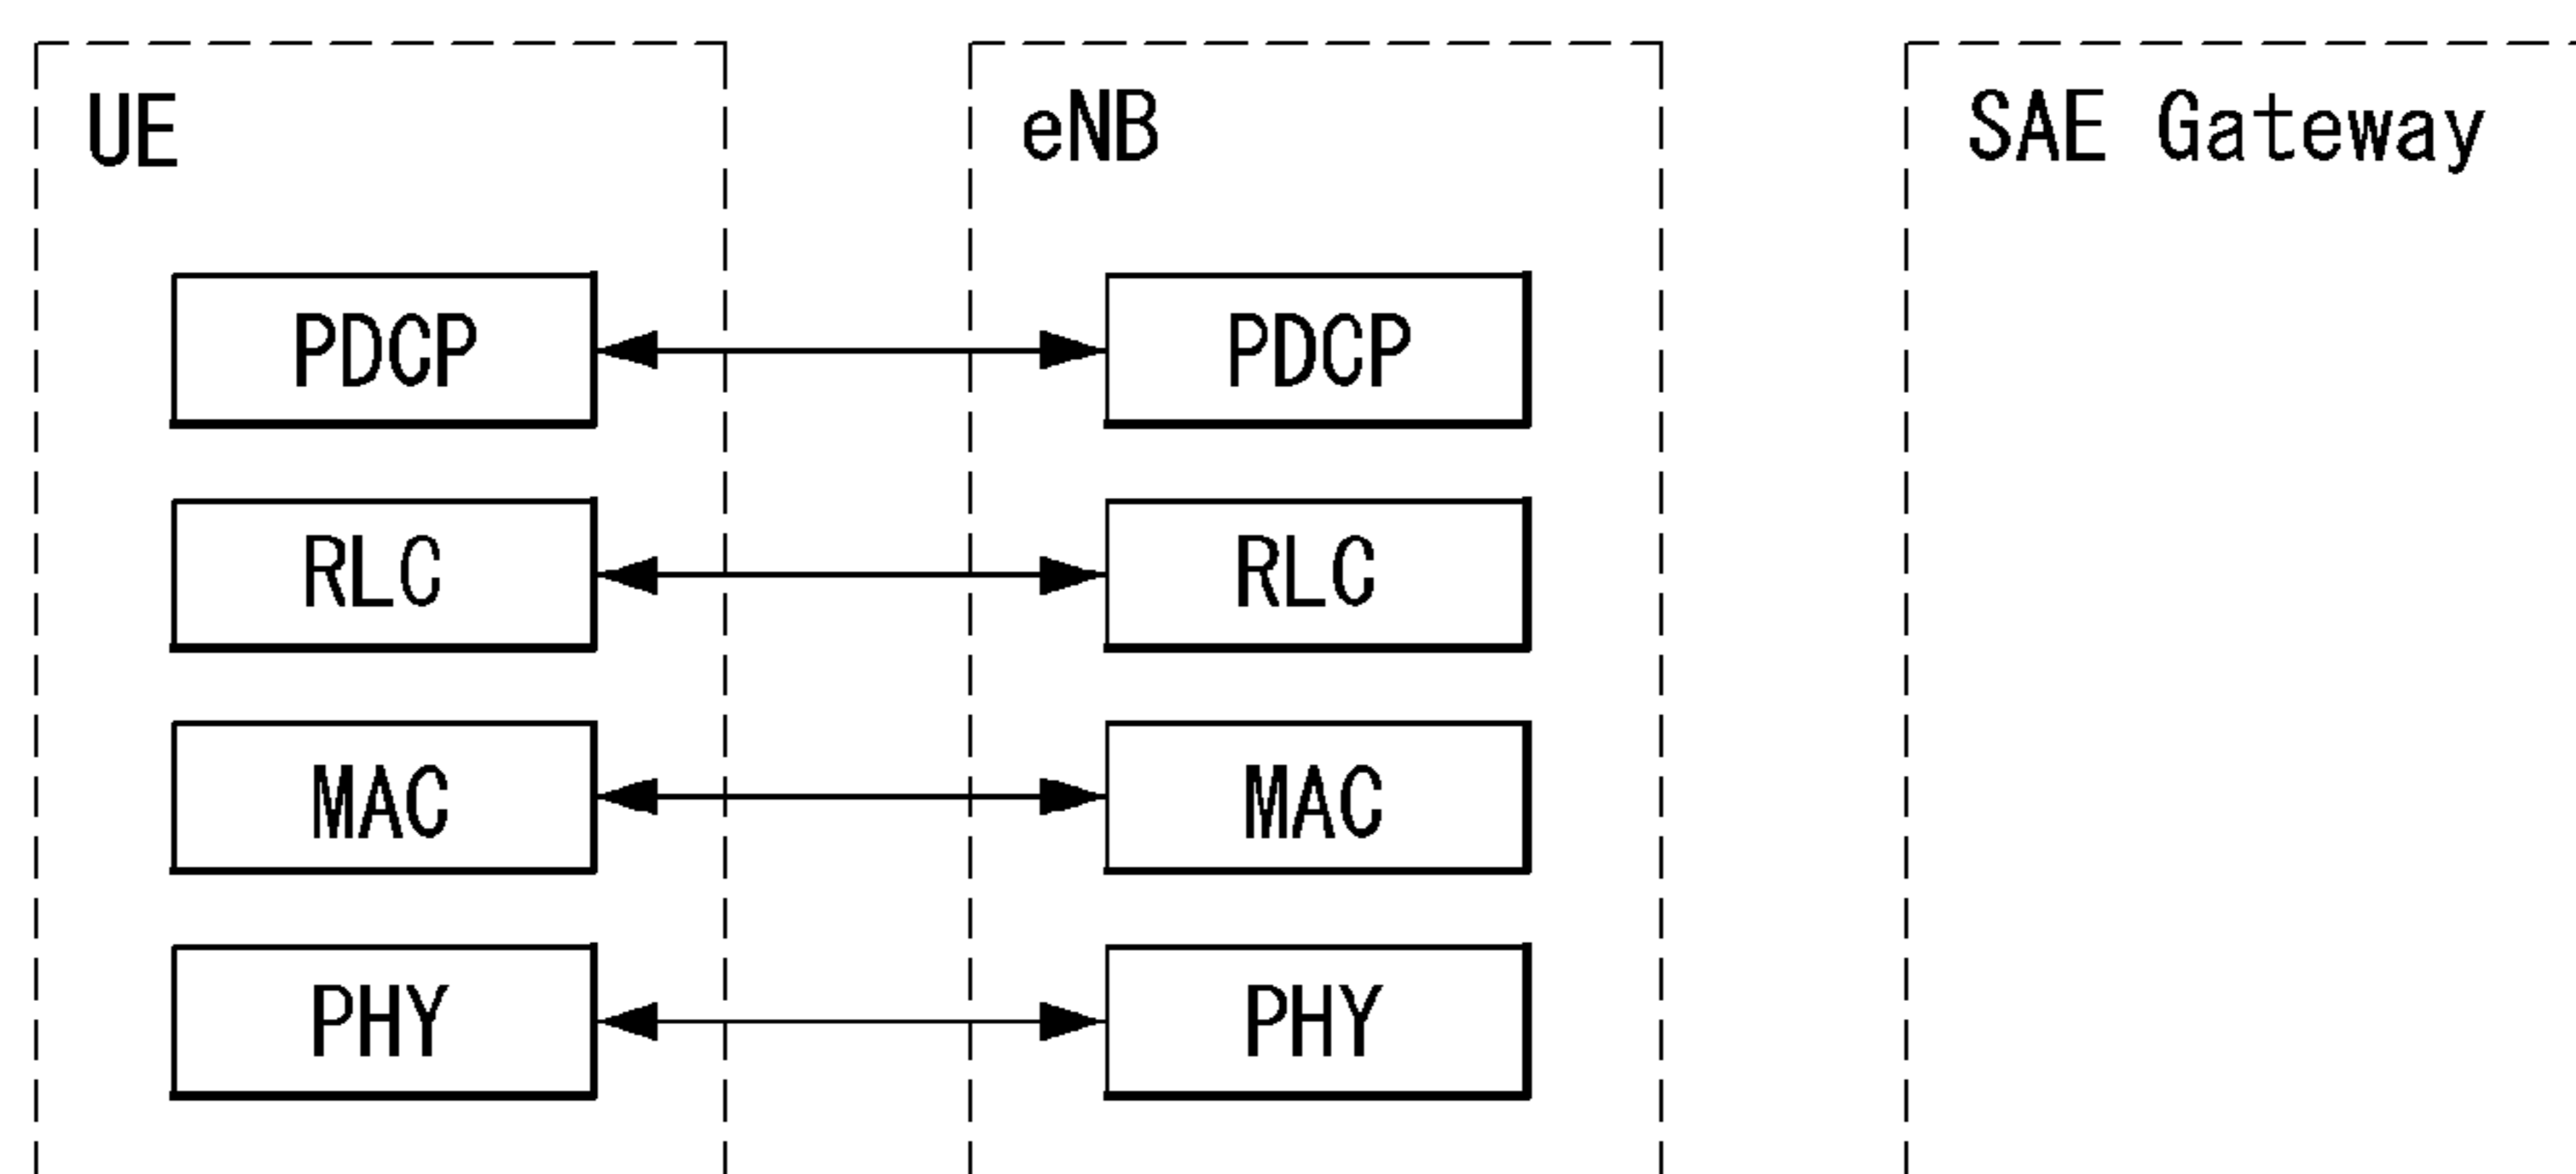 UE
eNB
SAE Gateway
PDCP
PDCP
RLC
RLC
MAC
MAC
PHY
PHY